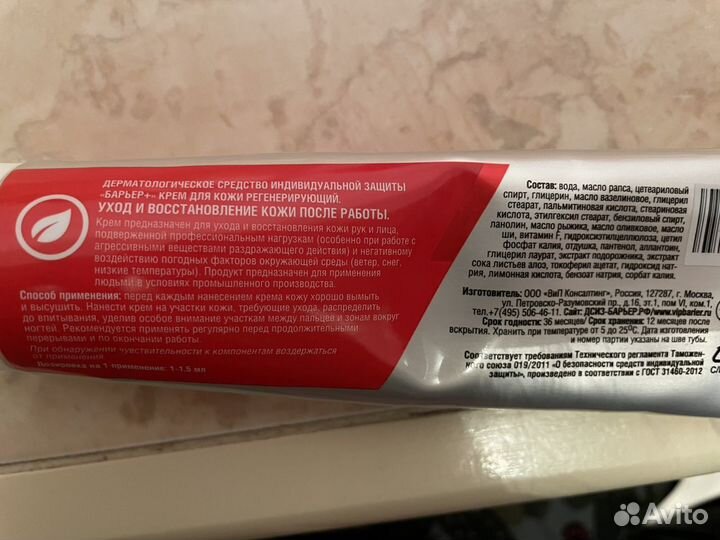 ДЕРМАТОЛОГИЧЕСКОЕ СРЕДСТВО ИНДИВИДУАЛЬНОЙ ЗАЩИТЫ
«БАРЬЕР+» КРЕМ ДЛЯ КОЖИ РЕГЕНЕРИРУЮЩИЙ.
УХОД И ВОССТАНОВЛЕНИЕ КОЖИ ПОСЛЕ РАБОТЫ.
Крем предназначен для ухода и восстановления кожи рук и лица,
подверженной профессиональным нагрузкам (особенно при работе с
агрессивными веществами раздражающего действия) и негативному
воздействию погодных факторов окружающей среды (ветер, снег,
низкие температуры). Продукт предназначен для применения
людьми в условиях промышленного производства.
Способ применения: перед каждым нанесением крема кожу хорошо вымыть
и высушить. Нанести крем на участки кожи, требующие ухода, распределить
до впитывания, уделив особое внимание участкам между пальцев и зонам вокруг
ногтей. Рекомендуется применять регулярно перед продолжительными
перерывами и по окончании работы.
При обнаружении чувствительности к компонентам воздержаться
от применения
Дозировка на 1 применение: 1-1.5 мл
Состав: вода, масло рапса, цетеариловый
спирт, глицерин, масло вазелиновое, глицерил
стеарат, пальмитиновая кислота, стеариновая
кислота, этилгексил стеарат, бензиловый спирт,
ланолин, масло рыжика, масло оливковое, масло
ши, витамин F, гидроксиэтилцеллюлоза, цетил
фосфат калия, отдушка, пантенол, аллантоин,
глицерил лаурат, экстракт подорожника, экстракт
сока листьев алоэ, токоферил ацетат, гидроксид нат-
рия, лимонная кислота, бензоат натрия, сорбат калия.
Изготовитель: ООО «ВиП Консалтинг», Россия, 127287, г. Москва,
ул. Петровско-Разумовский пр., д.16, эт.1, пом VI, ком.1,
тел.+7(495) 506-46-11. Сайт: ДСИЗ-БАРЬЕР.РФ/www.vipbarier.ru
Срок годности: 36 месяцев/ Срок хранения: 12 месяцев после
вскрытия. Хранить при температуре от 5 до 25°С. Дата изготовления
и номер партии указаны на шве тубы.
Соответствует требованиям Технического регламента Таможен-
ного союза 019/2011 «О безопасности средств индивидуальной
защиты», произведено в соответствии с ГОСТ 31460-2012
Avito